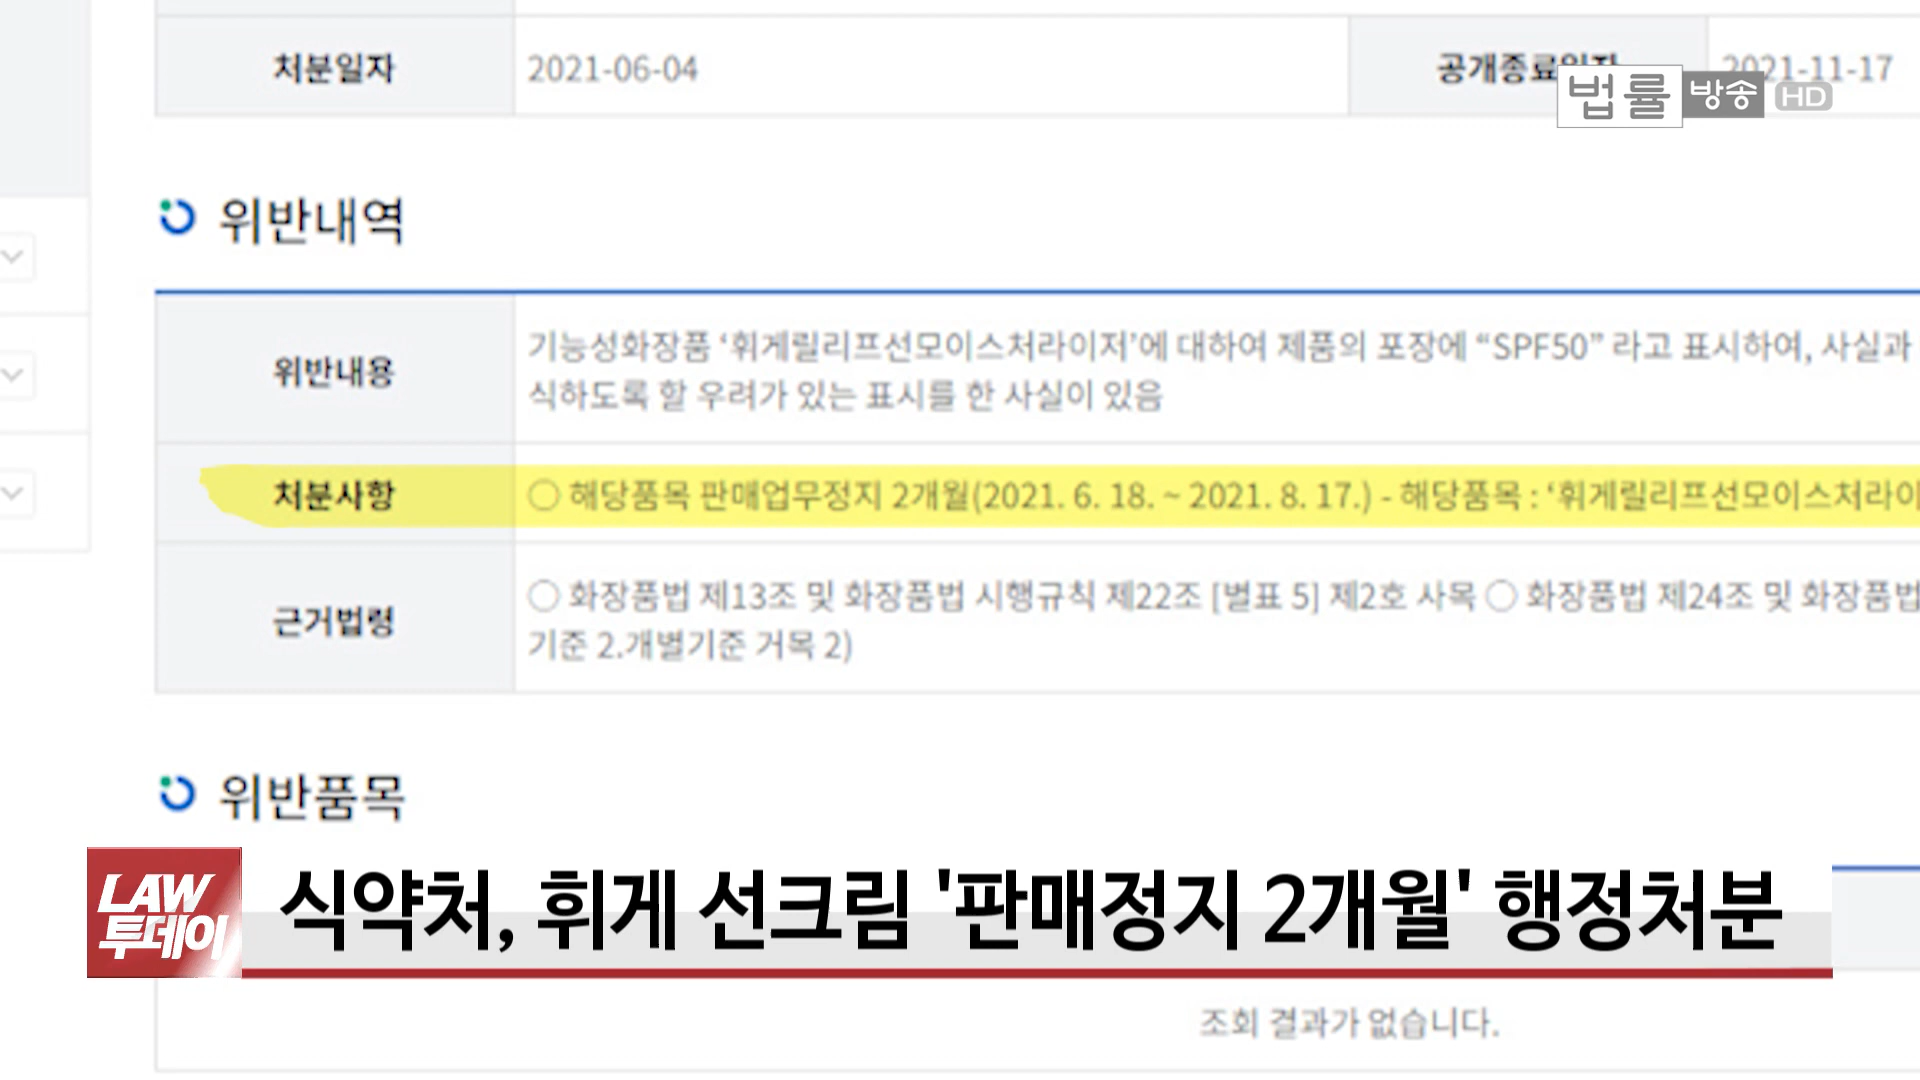 처분일자 2021-06-04 공개종료일자 2021-11-17
법률방송 HD
위반내역
위반내용 기능성화장품 ‘휘게릴리프선모이스처라이저’에 대하여 제품의 포장에 “SPF50” 라고 표시하여, 사실과
식하도록 할 우려가 있는 표시를 한 사실이 있음
처분사항 ○ 해당품목 판매업무정지 2개월(2021. 6. 18. ~ 2021. 8. 17.) - 해당품목 : ‘휘게릴리프선모이스처라이
근거법령 ○ 화장품법 제13조 및 화장품법 시행규칙 제22조 [별표 5] 제2호 사목 ○ 화장품법 제24조 및 화장품법
기준 2.개별기준 거목 2)
위반품목
LAW
투데이
식약처, 휘게 선크림 '판매정지 2개월' 행정처분
조회 결과가 없습니다.